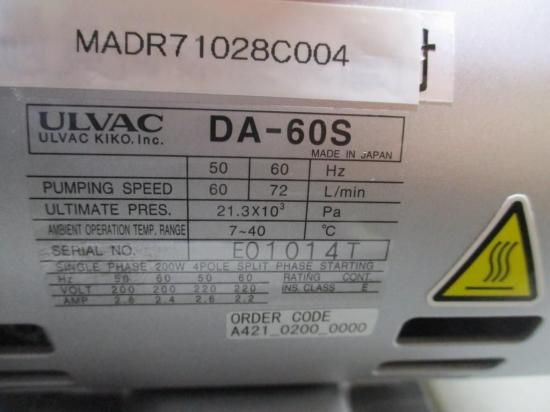 MADR71028C004
ULVAC DA-60S
ULVAC KIKO.Inc. MADE IN JAPAN
50 60 Hz
PUMPING SPEED 60 72 L/min
ULTIMATE PRES. 21.3X10³ Pa
AMBIENT OPERATION TEMP. RANGE 7~40 ℃
SERIAL NO. E01014T
SINGLE PHASE 200W 4POLE SPLIT PHASE STARTING
Hz 50 60 50 60 RATING CONT.
VOLT 200 200 220 220 INS. CLASS E
AMP 2.6 2.4 2.6 2.2
ORDER CODE
A421_0200_0000